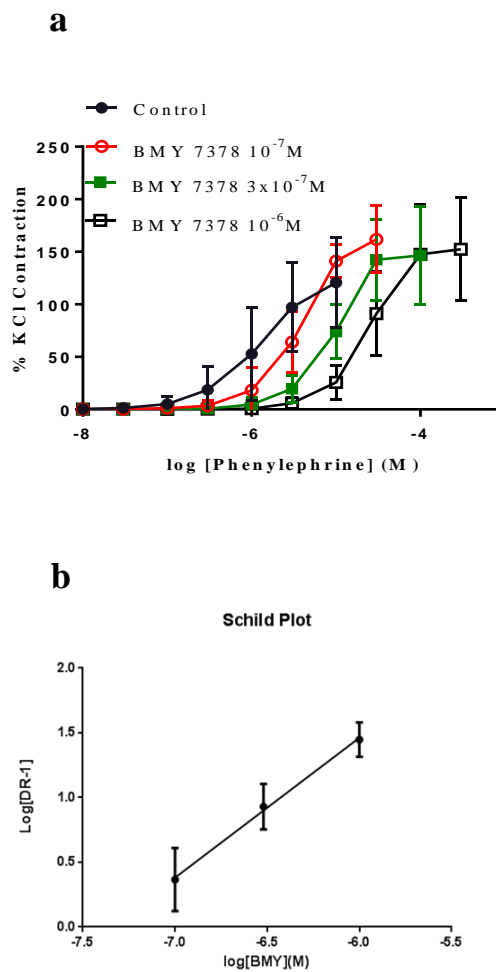 a
Control
BMY 7378 10⁻⁷M
BMY 7378 3x10⁻⁷M
BMY 7378 10⁻⁶M
250
200
150
100
50
0
% KCl Contraction
-8 -6 -4
log [Phenylephrine] (M)
b
Schild Plot
2.0
1.5
1.0
0.5
0.0
Log[DR-1]
-7.5 -7.0 -6.5 -6.0 -5.5
log[BMY](M)